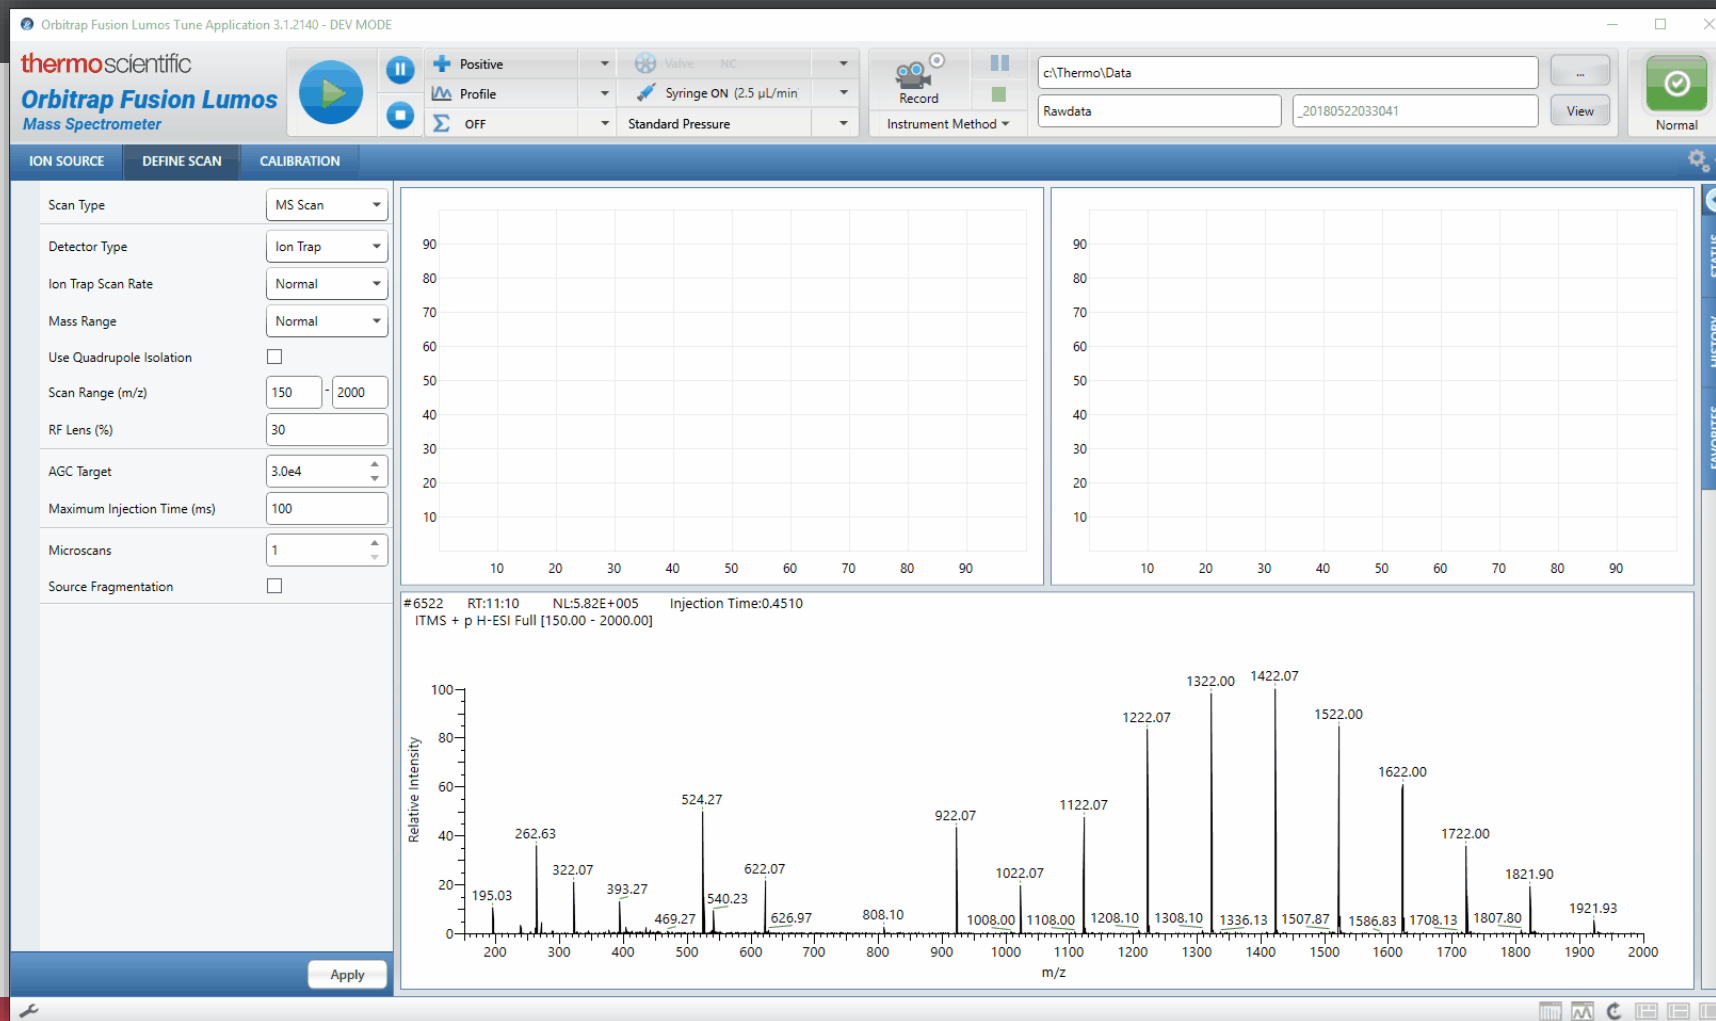 Orbitrap Fusion Lumos Tune Application 3.1.2140 - DEV MODE
thermoscientific
Orbitrap Fusion Lumos
Mass Spectrometer
Positive
Profile
OFF
Valve NC
Syringe ON (2.5 µL/min
Standard Pressure
Record
Instrument Method
c:\Thermo\Data
...
Rawdata
_20180522033041
View
Normal
ION SOURCE
DEFINE SCAN
CALIBRATION
Scan Type
MS Scan
Detector Type
Ion Trap
Ion Trap Scan Rate
Normal
Mass Range
Normal
Use Quadrupole Isolation
Scan Range (m/z)
150 - 2000
RF Lens (%)
30
AGC Target
3.0e4
Maximum Injection Time (ms)
100
Microscans
1
Source Fragmentation
Apply
90
80
70
60
50
40
30
20
10
10 20 30 40 50 60 70 80 90
90
80
70
60
50
40
30
20
10
10 20 30 40 50 60 70 80 90
STATUS
HISTORY
FAVORITES
#6522 RT:11:10 NL:5.82E+005 Injection Time:0.4510
ITMS + p H-ESI Full [150.00 - 2000.00]
Relative Intensity
100
80
60
40
20
0
195.03
262.63
322.07
393.27
469.27
524.27
540.23
622.07
626.97
808.10
922.07
1008.00
1022.07
1108.00
1122.07
1208.10
1222.07
1308.10
1322.00
1336.13
1422.07
1507.87
1522.00
1586.83
1622.00
1708.13
1722.00
1807.80
1821.90
1921.93
200 300 400 500 600 700 800 900 1000 1100 1200 1300 1400 1500 1600 1700 1800 1900 2000
m/z